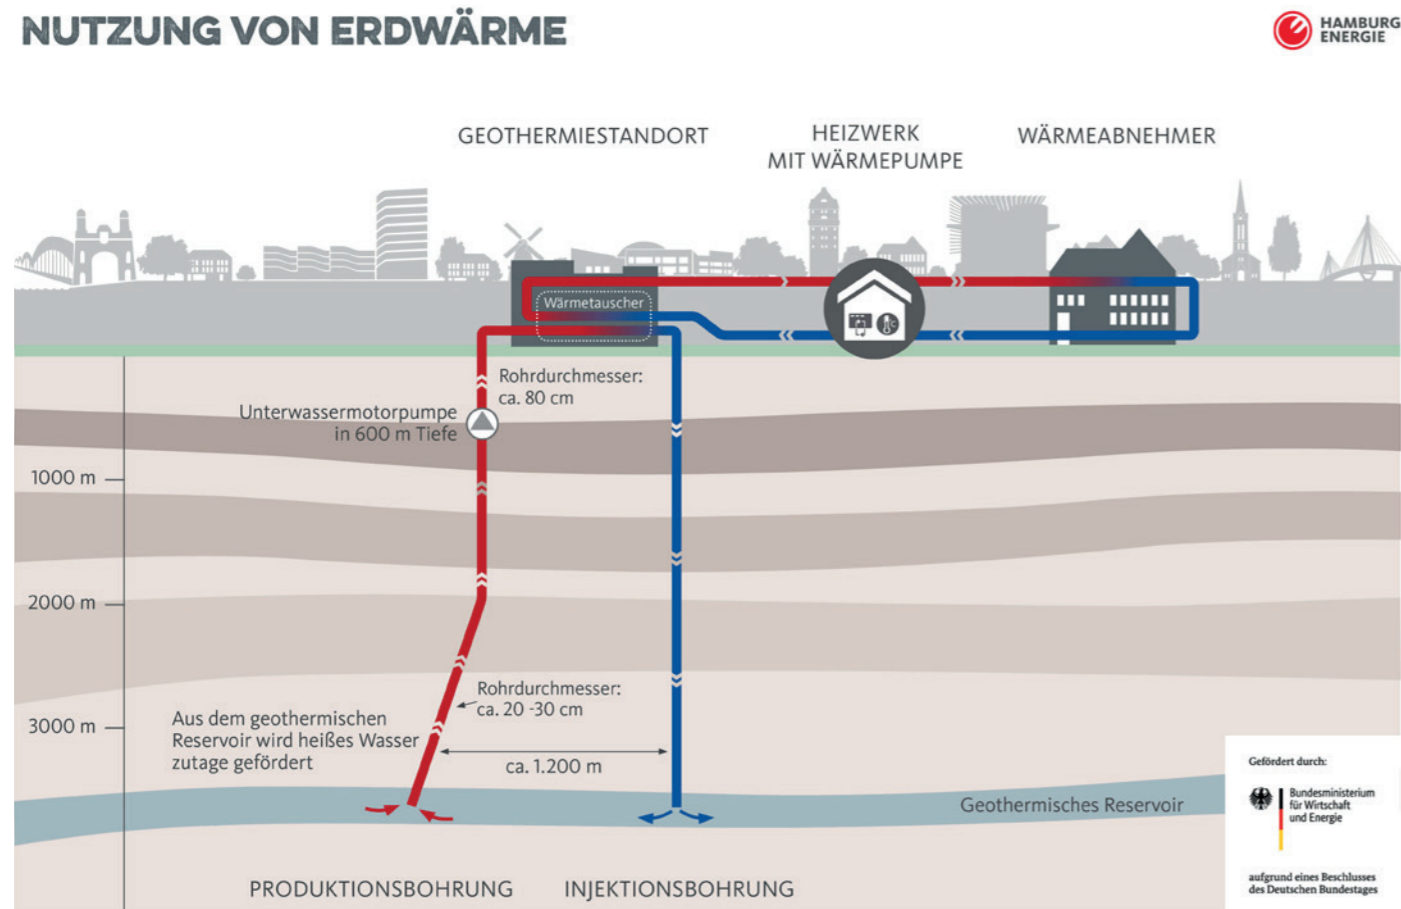 NUTZUNG VON ERDWÄRME
HAMBURG
ENERGIE
GEOTHERMIESTANDORT
HEIZWERK
MIT WÄRMEPUMPE
WÄRMEABNEHMER
Wärmetauscher
Rohrdurchmesser:
ca. 80 cm
Unterwassermotorpumpe
in 600 m Tiefe
1000 m
2000 m
3000 m
Rohrdurchmesser:
ca. 20 -30 cm
Aus dem geothermischen
Reservoir wird heißes Wasser
zutage gefördert
ca. 1.200 m
Geothermisches Reservoir
PRODUKTIONSBOHRUNG
INJEKTIONSBOHRUNG
Gefördert durch:
Bundesministerium
für Wirtschaft
und Energie
aufgrund eines Beschlusses
des Deutschen Bundestages